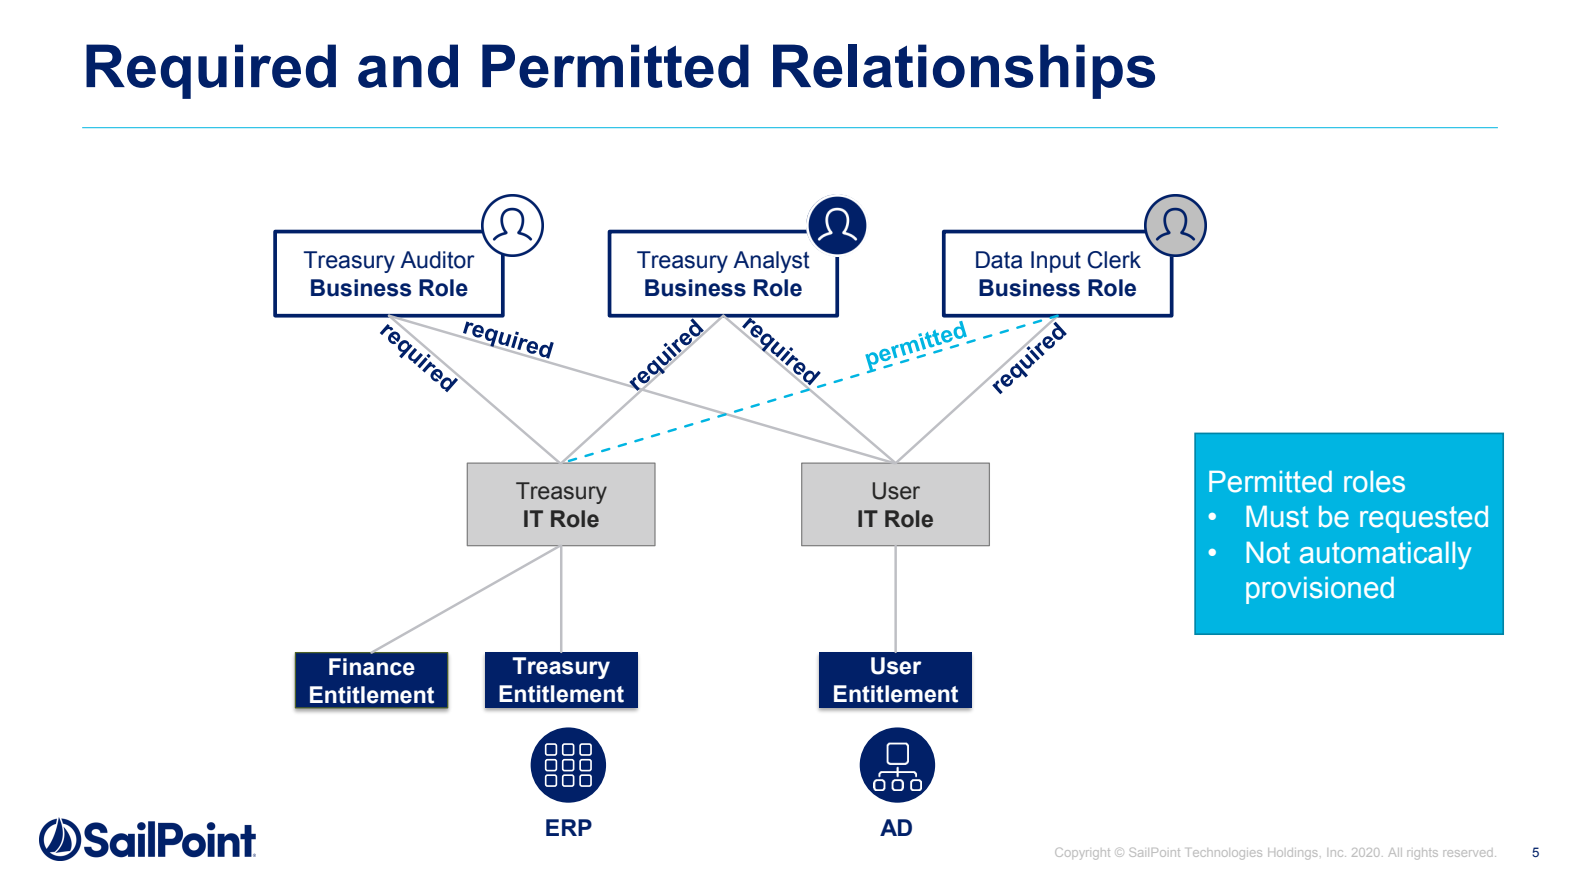 Required and Permitted Relationships
Treasury Auditor
Business Role
Treasury Analyst
Business Role
Data Input Clerk
Business Role
required
required
required
required
permitted
required
Treasury
IT Role
User
IT Role
Permitted roles
• Must be requested
• Not automatically
provisioned
Finance
Entitlement
Treasury
Entitlement
User
Entitlement
ERP
AD
SailPoint
Copyright © SailPoint Technologies Holdings, Inc. 2020. All rights reserved.
5